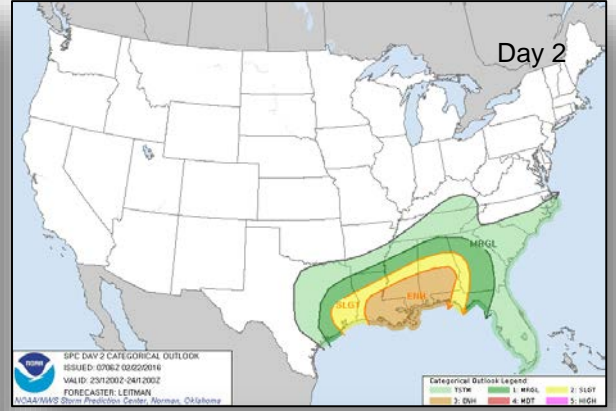 Day 2
MRGL
ENH
SLGT
NOAA
SPC DAY 2 CATEGORICAL OUTLOOK
ISSUED: 0706Z 02/22/2016
VALID: 23/1200Z-24/1200Z
FORECASTER: LEITMAN
NOAA/NWS Storm Prediction Center, Norman, Oklahoma
Categorical Outlook Legend:
TSTM 1: MRGL 2: SLGT
3: ENH 4: MDT 5: HIGH